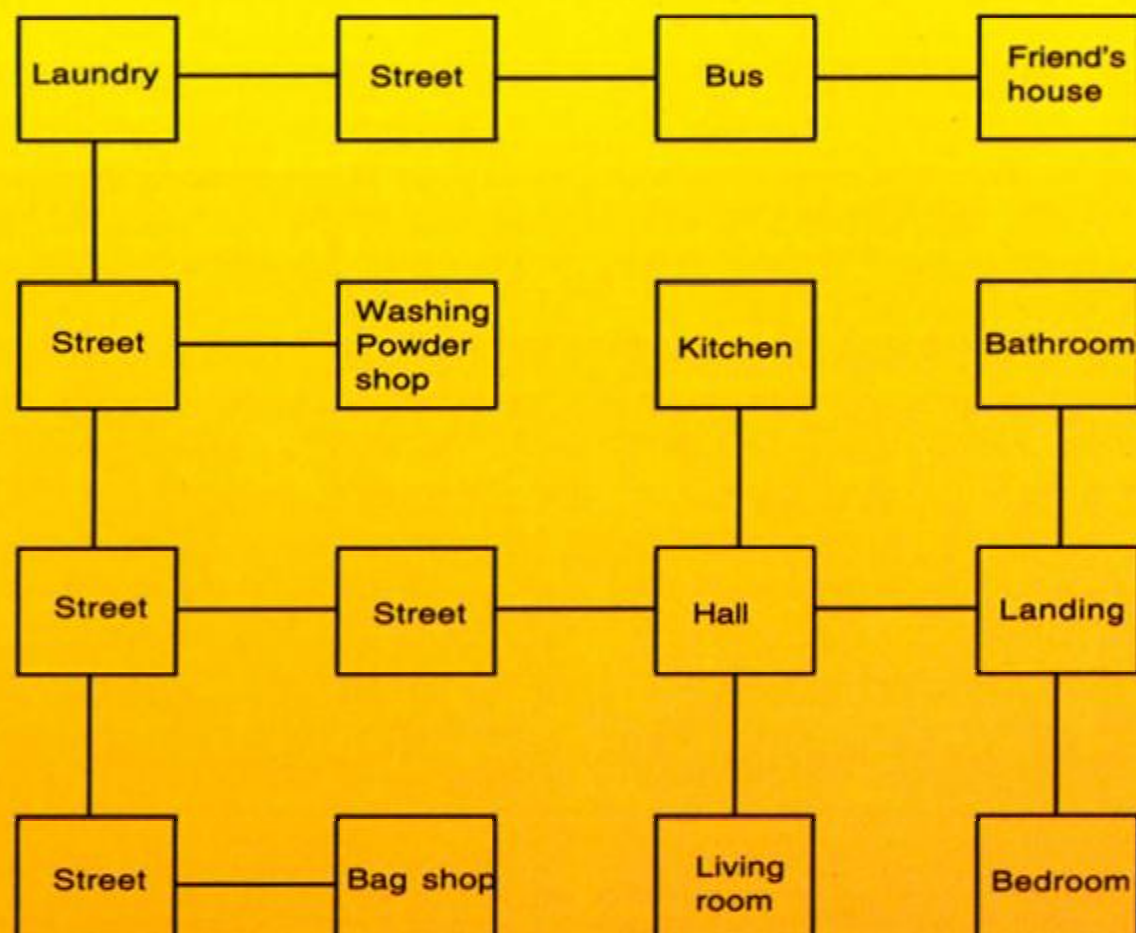 Laundry
Street
Bus
Friend's
house
Street
Washing
Powder
shop
Kitchen
Bathroom
Street
Street
Hall
Landing
Street
Bag shop
Living
room
Bedroom